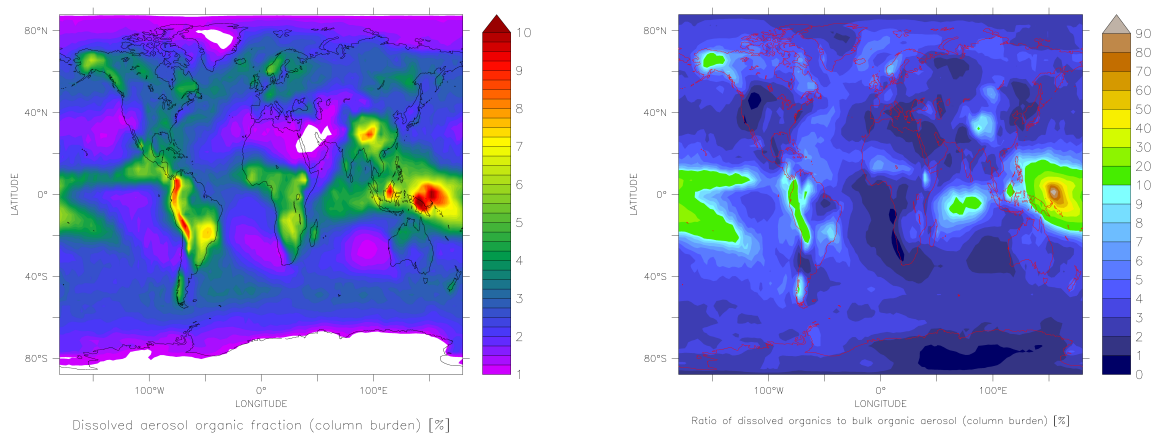 80°N
40°N
0°
40°S
80°S
LATITUDE
100°W
0°
100°E
LONGITUDE
10
9
8
7
6
5
4
3
2
1
Dissolved aerosol organic fraction (column burden) [%]
80°N
40°N
0°
40°S
80°S
LATITUDE
100°W
0°
100°E
LONGITUDE
90
80
70
60
50
40
30
20
10
9
8
7
6
5
4
3
2
1
0
Ratio of dissolved organics to bulk organic aerosol (column burden) [%]